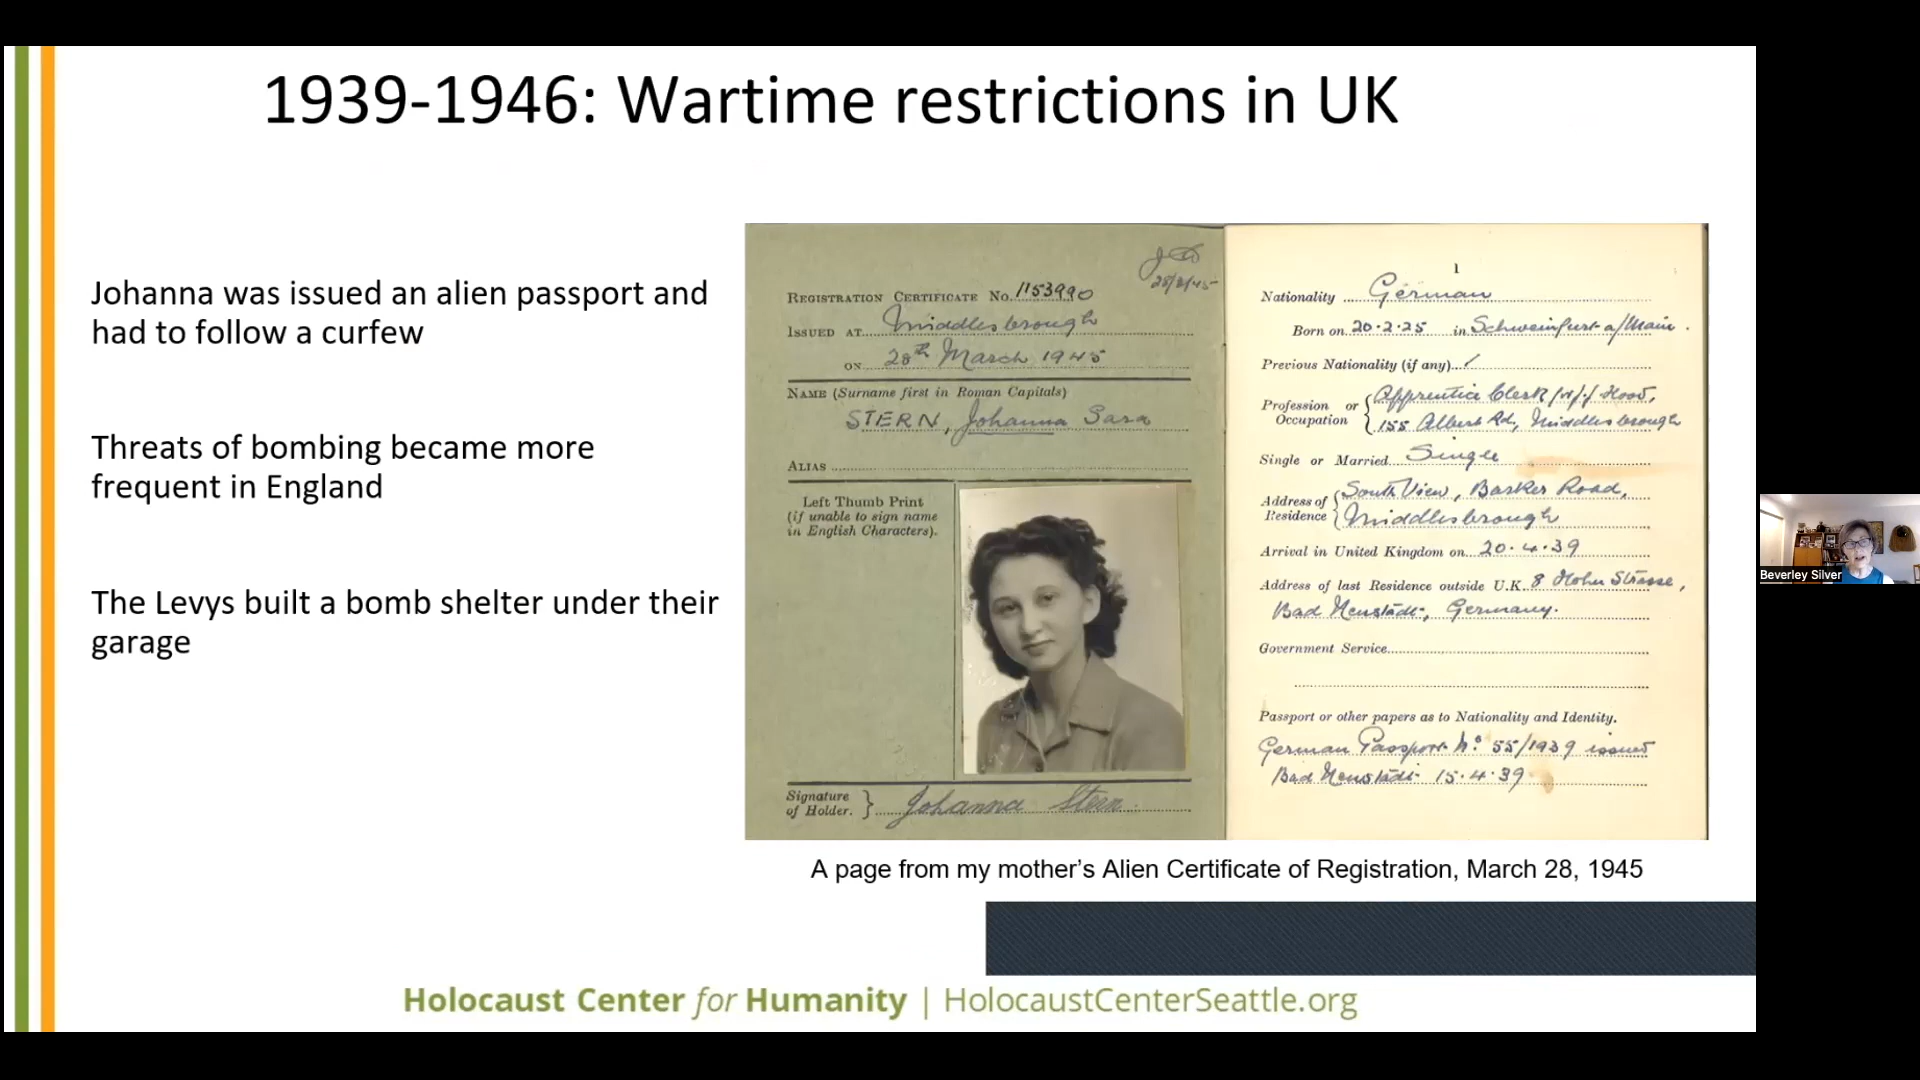 1939-1946: Wartime restrictions in UK
Johanna was issued an alien passport and
had to follow a curfew
Threats of bombing became more
frequent in England
The Levys built a bomb shelter under their
garage
28/3/45
REGISTRATION CERTIFICATE No. 1153990
ISSUED AT Middlesbrough
ON 28th March 1945
NAME (Surname first in Roman Capitals)
STERN, Johanna Sara
ALIAS
Left Thumb Print
(if unable to sign name
in English Characters).
Signature
of Holder. } Johanna Stern
1
Nationality German
Born on 20.2.25 in Schweinfurt a/Main.
Previous Nationality (if any)
Profession or
Occupation { Apprentice Clerk Hood,
155 Albert Rd, Middlesbrough
Single or Married Single
Address of
Residence { South View, Barker Road,
Middlesbrough
Arrival in United Kingdom on 20.4.39
Address of last Residence outside U.K. 8 Hohn Strasse,
Bad Neustadt, Germany.
Government Service
Passport or other papers as to Nationality and Identity.
German Passport No 55/1939 issued
Bad Neustadt 15.4.39
A page from my mother’s Alien Certificate of Registration, March 28, 1945
Holocaust Center for Humanity | HolocaustCenterSeattle.org
Beverley Silver